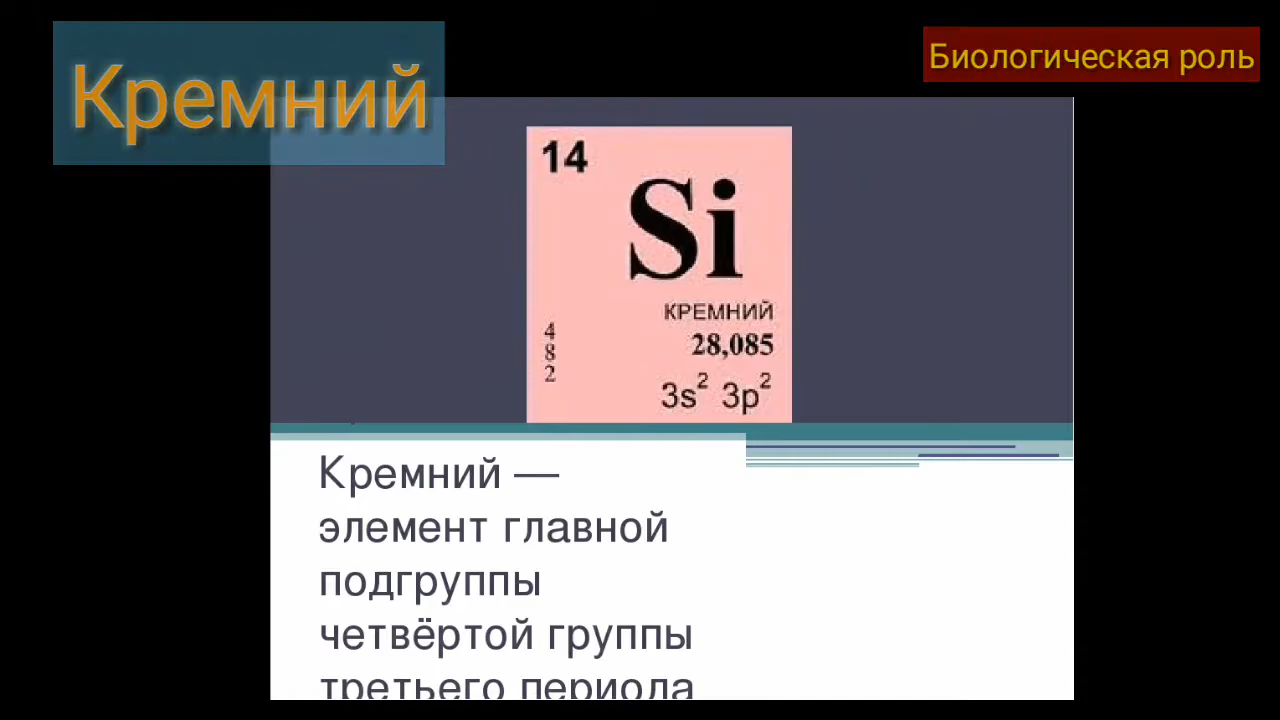 Кремний
Биологическая роль
14
Si
КРЕМНИЙ
4
8
2
28,085
3s² 3p²
Кремний —
элемент главной
подгруппы
четвёртой группы
третьего периода